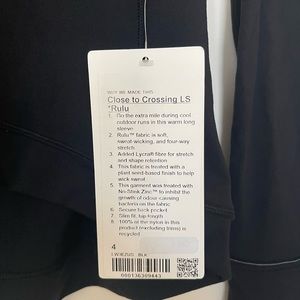 WHY WE MADE THIS
Close to Crossing LS
*Rulu
1. Do the extra mile during cool
outdoor runs in this warm long
sleeve
2. Rulu™ fabric is soft,
sweat-wicking, and four-way
stretch
3. Added Lycra® fibre for stretch
and shape retention
4. This fabric is treated with a
plant seed-based finish to help
wick sweat
5. This garment was treated with
No-Stink Zinc™ to inhibit the
growth of odour-causing
bacteria on the fabric
6. Secure back pocket
7. Slim fit, hip length
8. 100% of the nylon in this
product (excluding trims) is
recycled
4
BLK
000136309443